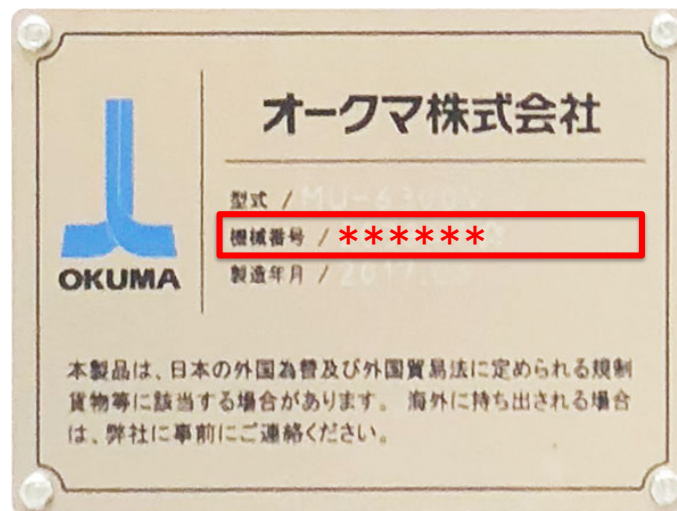 オークマ株式会社
OKUMA
型式 / MU-6300V
機械番号 / ******
製造年月 / 2017.
本製品は、日本の外国為替及び外国貿易法に定められる規制
貨物等に該当する場合があります。 海外に持ち出される場合
は、弊社に事前にご連絡ください。